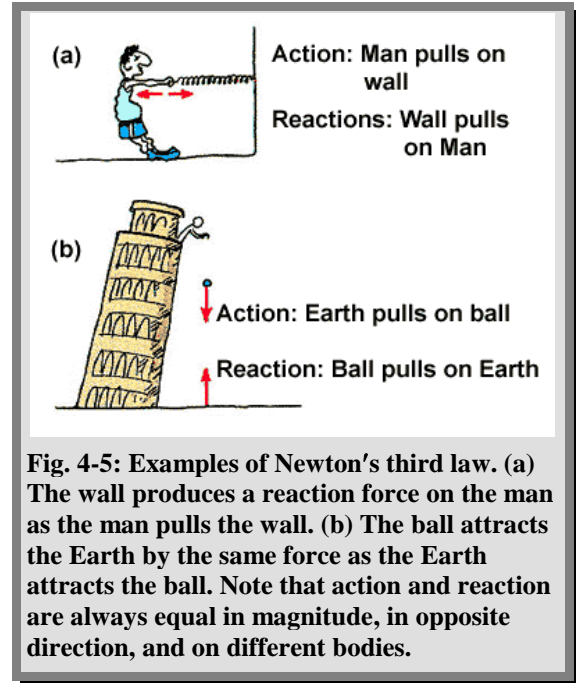 (a)
Action: Man pulls on
wall
Reactions: Wall pulls
on Man
(b)
Action: Earth pulls on ball
Reaction: Ball pulls on Earth
Fig. 4-5: Examples of Newton′s third law. (a)
The wall produces a reaction force on the man
as the man pulls the wall. (b) The ball attracts
the Earth by the same force as the Earth
attracts the ball. Note that action and reaction
are always equal in magnitude, in opposite
direction, and on different bodies.